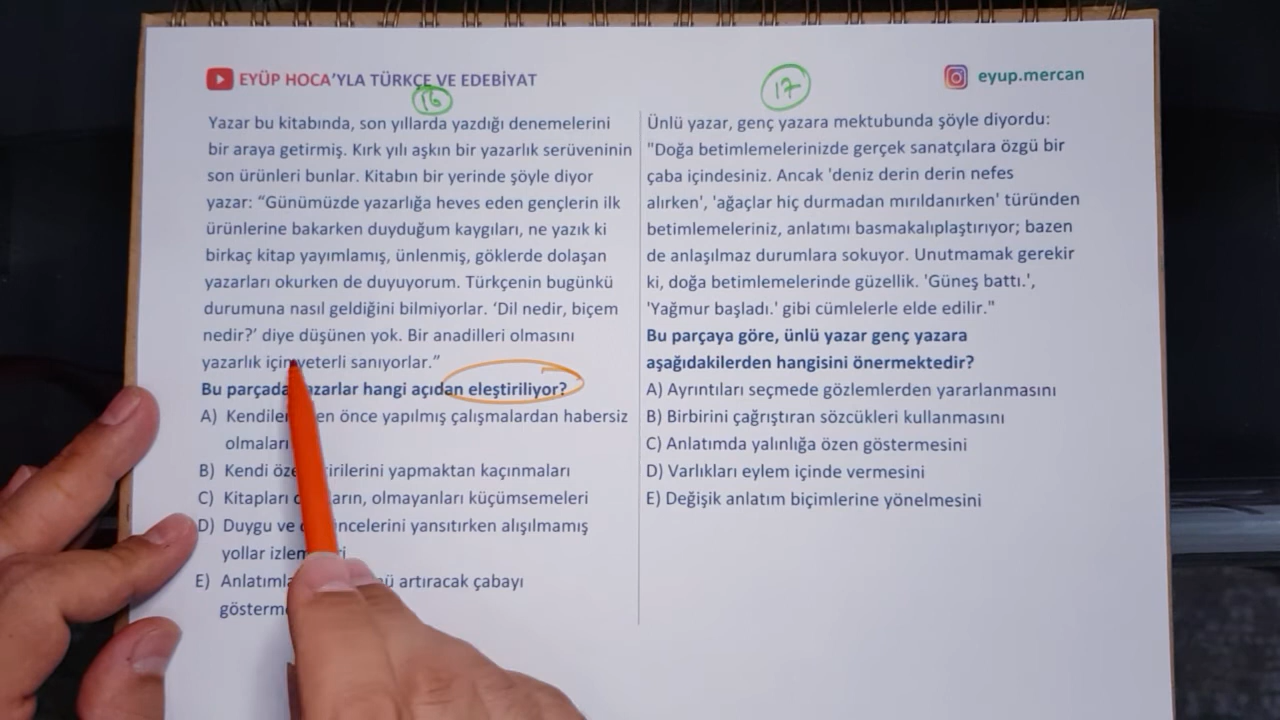 EYÜP HOCA'YLA TÜRKÇE VE EDEBİYAT
eyup.mercan
16
Yazar bu kitabında, son yıllarda yazdığı denemelerini
bir araya getirmiş. Kırk yılı aşkın bir yazarlık serüveninin
son ürünleri bunlar. Kitabın bir yerinde şöyle diyor
yazar: “Günümüzde yazarlığa heves eden gençlerin ilk
ürünlerine bakarken duyduğum kaygıları, ne yazık ki
birkaç kitap yayımlamış, ünlenmiş, göklerde dolaşan
yazarları okurken de duyuyorum. Türkçenin bugünkü
durumuna nasıl geldiğini bilmiyorlar. ‘Dil nedir, biçem
nedir?’ diye düşünen yok. Bir anadilleri olmasını
yazarlık için yeterli sanıyorlar.”
Bu parçada yazarlar hangi açıdan eleştiriliyor?
A) önce yapılmış çalışmalardan habersiz
olmaları
B) Kendi yapmaktan kaçınmaları
C) Kitapları olmayanları küçümsemeleri
D) Duygu ve yansıtırken alışılmamış
yollar
E) artıracak çabayı
17
Ünlü yazar, genç yazara mektubunda şöyle diyordu:
"Doğa betimlemelerinizde gerçek sanatçılara özgü bir
çaba içindesiniz. Ancak 'deniz derin derin nefes
alırken', 'ağaçlar hiç durmadan mırıldanırken' türünden
betimlemeleriniz, anlatımı basmakalıplaştırıyor; bazen
de anlaşılmaz durumlara sokuyor. Unutmamak gerekir
ki, doğa betimlemelerinde güzellik. 'Güneş battı.',
'Yağmur başladı.' gibi cümlelerle elde edilir."
Bu parçaya göre, ünlü yazar genç yazara
aşağıdakilerden hangisini önermektedir?
A) Ayrıntıları seçmede gözlemlerden yararlanmasını
B) Birbirini çağrıştıran sözcükleri kullanmasını
C) Anlatımda yalınlığa özen göstermesini
D) Varlıkları eylem içinde vermesini
E) Değişik anlatım biçimlerine yönelmesini